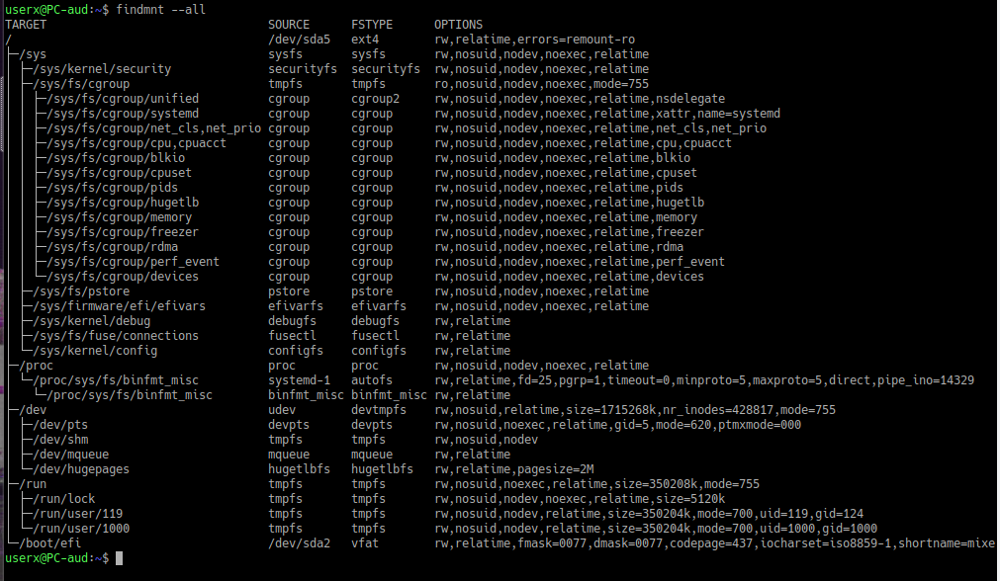 userx@PC-aud:~$ findmnt --all
TARGET                                SOURCE      FSTYPE      OPTIONS
/                                     /dev/sda5   ext4        rw,relatime,errors=remount-ro
├─/sys                                sysfs       sysfs       rw,nosuid,nodev,noexec,relatime
│ ├─/sys/kernel/security              securityfs  securityfs  rw,nosuid,nodev,noexec,relatime
│ ├─/sys/fs/cgroup                    tmpfs       tmpfs       ro,nosuid,nodev,noexec,mode=755
│ │ ├─/sys/fs/cgroup/unified          cgroup      cgroup2     rw,nosuid,nodev,noexec,relatime,nsdelegate
│ │ ├─/sys/fs/cgroup/systemd          cgroup      cgroup      rw,nosuid,nodev,noexec,relatime,xattr,name=systemd
│ │ ├─/sys/fs/cgroup/net_cls,net_prio cgroup      cgroup      rw,nosuid,nodev,noexec,relatime,net_cls,net_prio
│ │ ├─/sys/fs/cgroup/cpu,cpuacct      cgroup      cgroup      rw,nosuid,nodev,noexec,relatime,cpu,cpuacct
│ │ ├─/sys/fs/cgroup/blkio            cgroup      cgroup      rw,nosuid,nodev,noexec,relatime,blkio
│ │ ├─/sys/fs/cgroup/cpuset           cgroup      cgroup      rw,nosuid,nodev,noexec,relatime,cpuset
│ │ ├─/sys/fs/cgroup/pids             cgroup      cgroup      rw,nosuid,nodev,noexec,relatime,pids
│ │ ├─/sys/fs/cgroup/hugetlb          cgroup      cgroup      rw,nosuid,nodev,noexec,relatime,hugetlb
│ │ ├─/sys/fs/cgroup/memory           cgroup      cgroup      rw,nosuid,nodev,noexec,relatime,memory
│ │ ├─/sys/fs/cgroup/freezer          cgroup      cgroup      rw,nosuid,nodev,noexec,relatime,freezer
│ │ ├─/sys/fs/cgroup/rdma             cgroup      cgroup      rw,nosuid,nodev,noexec,relatime,rdma
│ │ ├─/sys/fs/cgroup/perf_event       cgroup      cgroup      rw,nosuid,nodev,noexec,relatime,perf_event
│ │ └─/sys/fs/cgroup/devices          cgroup      cgroup      rw,nosuid,nodev,noexec,relatime,devices
│ ├─/sys/fs/pstore                    pstore      pstore      rw,nosuid,nodev,noexec,relatime
│ ├─/sys/firmware/efi/efivars         efivarfs    efivarfs    rw,nosuid,nodev,noexec,relatime
│ ├─/sys/kernel/debug                 debugfs     debugfs     rw,relatime
│ ├─/sys/fs/fuse/connections          fusectl     fusectl     rw,relatime
│ └─/sys/kernel/config                configfs    configfs    rw,relatime
├─/proc                               proc        proc        rw,nosuid,nodev,noexec,relatime
│ └─/proc/sys/fs/binfmt_misc          systemd-1   autofs      rw,relatime,fd=25,pgrp=1,timeout=0,minproto=5,maxproto=5,direct,pipe_ino=14329
│   └─/proc/sys/fs/binfmt_misc        binfmt_misc binfmt_misc rw,relatime
├─/dev                                udev        devtmpfs    rw,nosuid,relatime,size=1715268k,nr_inodes=428817,mode=755
│ ├─/dev/pts                          devpts      devpts      rw,nosuid,noexec,relatime,gid=5,mode=620,ptmxmode=000
│ ├─/dev/shm                          tmpfs       tmpfs       rw,nosuid,nodev
│ ├─/dev/mqueue                       mqueue      mqueue      rw,relatime
│ └─/dev/hugepages                    hugetlbfs   hugetlbfs   rw,relatime,pagesize=2M
├─/run                                tmpfs       tmpfs       rw,nosuid,noexec,relatime,size=350208k,mode=755
│ ├─/run/lock                         tmpfs       tmpfs       rw,nosuid,nodev,noexec,relatime,size=5120k
│ ├─/run/user/119                     tmpfs       tmpfs       rw,nosuid,nodev,relatime,size=350204k,mode=700,uid=119,gid=124
│ └─/run/user/1000                    tmpfs       tmpfs       rw,nosuid,nodev,relatime,size=350204k,mode=700,uid=1000,gid=1000
└─/boot/efi                           /dev/sda2   vfat        rw,relatime,fmask=0077,dmask=0077,codepage=437,iocharset=iso8859-1,shortname=mixe
userx@PC-aud:~$